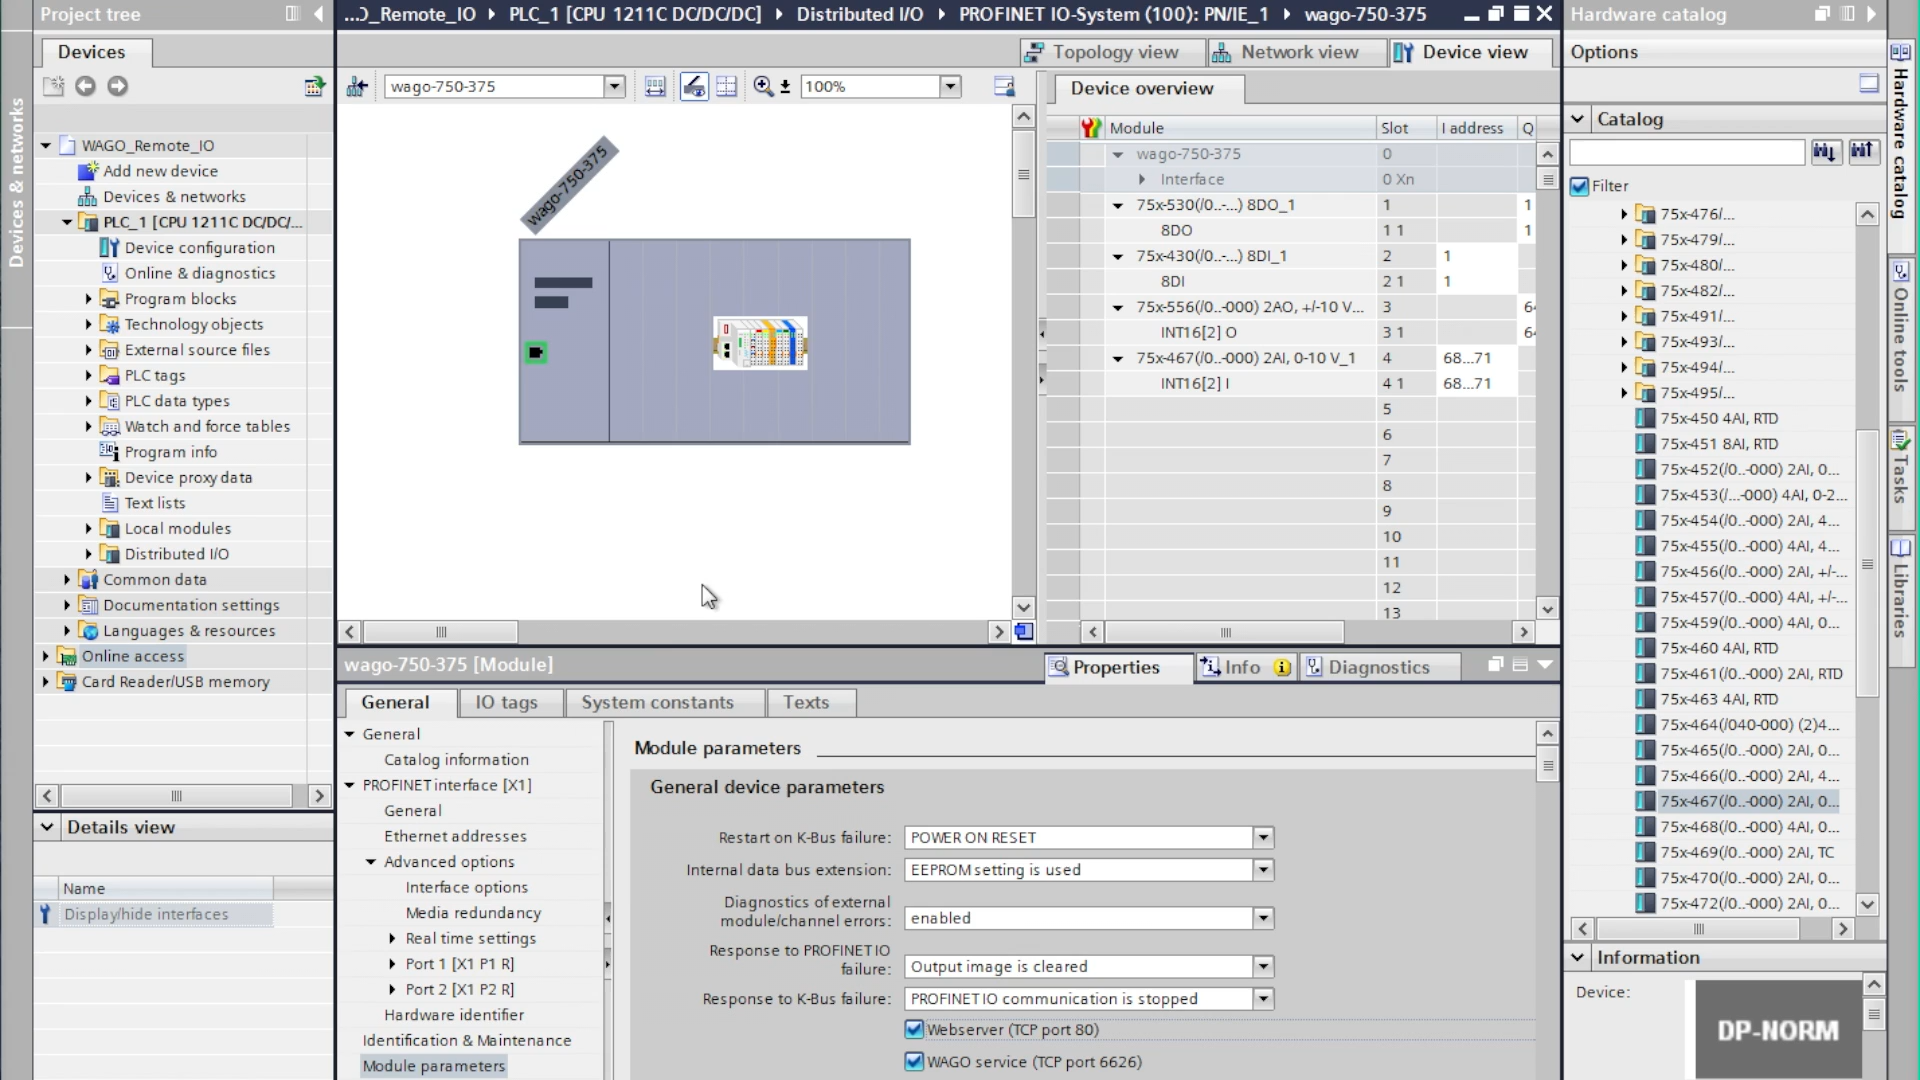 Project tree
...O_Remote_IO ▸ PLC_1 [CPU 1211C DC/DC/DC] ▸ Distributed I/O ▸ PROFINET IO-System (100): PN/IE_1 ▸ wago-750-375
Hardware catalog
Devices
Topology view
Network view
Device view
Options
wago-750-375
100%
Device overview
Devices & networks
Hardware catalog
Online tools
Tasks
Libraries
WAGO_Remote_IO
Add new device
Devices & networks
PLC_1 [CPU 1211C DC/DC/...
Device configuration
Online & diagnostics
Program blocks
Technology objects
External source files
PLC tags
PLC data types
Watch and force tables
Program info
Device proxy data
Text lists
Local modules
Distributed I/O
Common data
Documentation settings
Languages & resources
Online access
Card Reader/USB memory
Details view
Name
Display/hide interfaces
wago-750-375
Module Slot I address Q
wago-750-375 0
Interface 0 Xn
75x-530(/0..-...) 8DO_1 1 1
8DO 1 1 1
75x-430(/0..-...) 8DI_1 2 1
8DI 2 1 1
75x-556(/0..-000) 2AO, +/-10 V... 3 64
INT16[2] O 3 1 64
75x-467(/0..-000) 2AI, 0-10 V_1 4 68...71
INT16[2] I 4 1 68...71
5
6
7
8
9
10
11
12
13
Catalog
Filter
75x-476/...
75x-479/...
75x-480/...
75x-482/...
75x-491/...
75x-493/...
75x-494/...
75x-495/...
75x-450 4AI, RTD
75x-451 8AI, RTD
75x-452(/0..-000) 2AI, 0...
75x-453(/...-000) 4AI, 0-2...
75x-454(/0..-000) 2AI, 4...
75x-455(/0..-000) 4AI, 4...
75x-456(/0..-000) 2AI, +/-...
75x-457(/0..-000) 4AI, +/-...
75x-459(/0..-000) 4AI, 0...
75x-460 4AI, RTD
75x-461(/0..-000) 2AI, RTD
75x-463 4AI, RTD
75x-464(/040-000) (2)4...
75x-465(/0..-000) 2AI, 0...
75x-466(/0..-000) 2AI, 4...
75x-467(/0..-000) 2AI, 0...
75x-468(/0..-000) 4AI, 0...
75x-469(/0..-000) 2AI, TC
75x-470(/0..-000) 2AI, 0...
75x-472(/0..-000) 2AI, 0...
Information
Device:
DP-NORM
wago-750-375 [Module]
Properties
Info
Diagnostics
General
IO tags
System constants
Texts
General
Catalog information
PROFINET interface [X1]
General
Ethernet addresses
Advanced options
Interface options
Media redundancy
Real time settings
Port 1 [X1 P1 R]
Port 2 [X1 P2 R]
Hardware identifier
Identification & Maintenance
Module parameters
Module parameters
General device parameters
Restart on K-Bus failure: POWER ON RESET
Internal data bus extension: EEPROM setting is used
Diagnostics of external
module/channel errors: enabled
Response to PROFINET IO
failure: Output image is cleared
Response to K-Bus failure: PROFINET IO communication is stopped
Webserver (TCP port 80)
WAGO service (TCP port 6626)